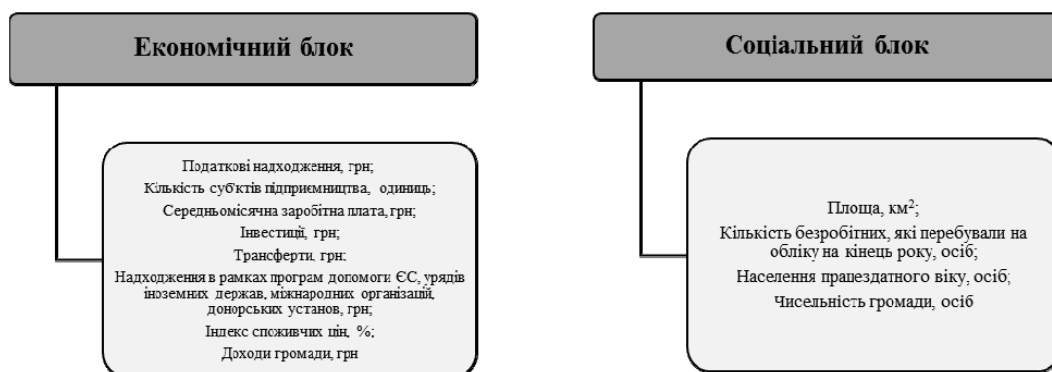 Економічний блок
Податкові надходження, грн;
Кількість суб'єктів підприємництва, одиниць;
Середньомісячна заробітна плата, грн;
Інвестиції, грн;
Трансферти, грн;
Надходження в рамках програм допомоги ЄС, урядів
іноземних держав, міжнародних організацій,
донорських установ, грн;
Індекс споживчих цін, %;
Доходи громади, грн
Соціальний блок
Площа, км²;
Кількість безробітних, які перебували на
обліку на кінець року, осіб;
Населення працездатного віку, осіб;
Чисельність громади, осіб